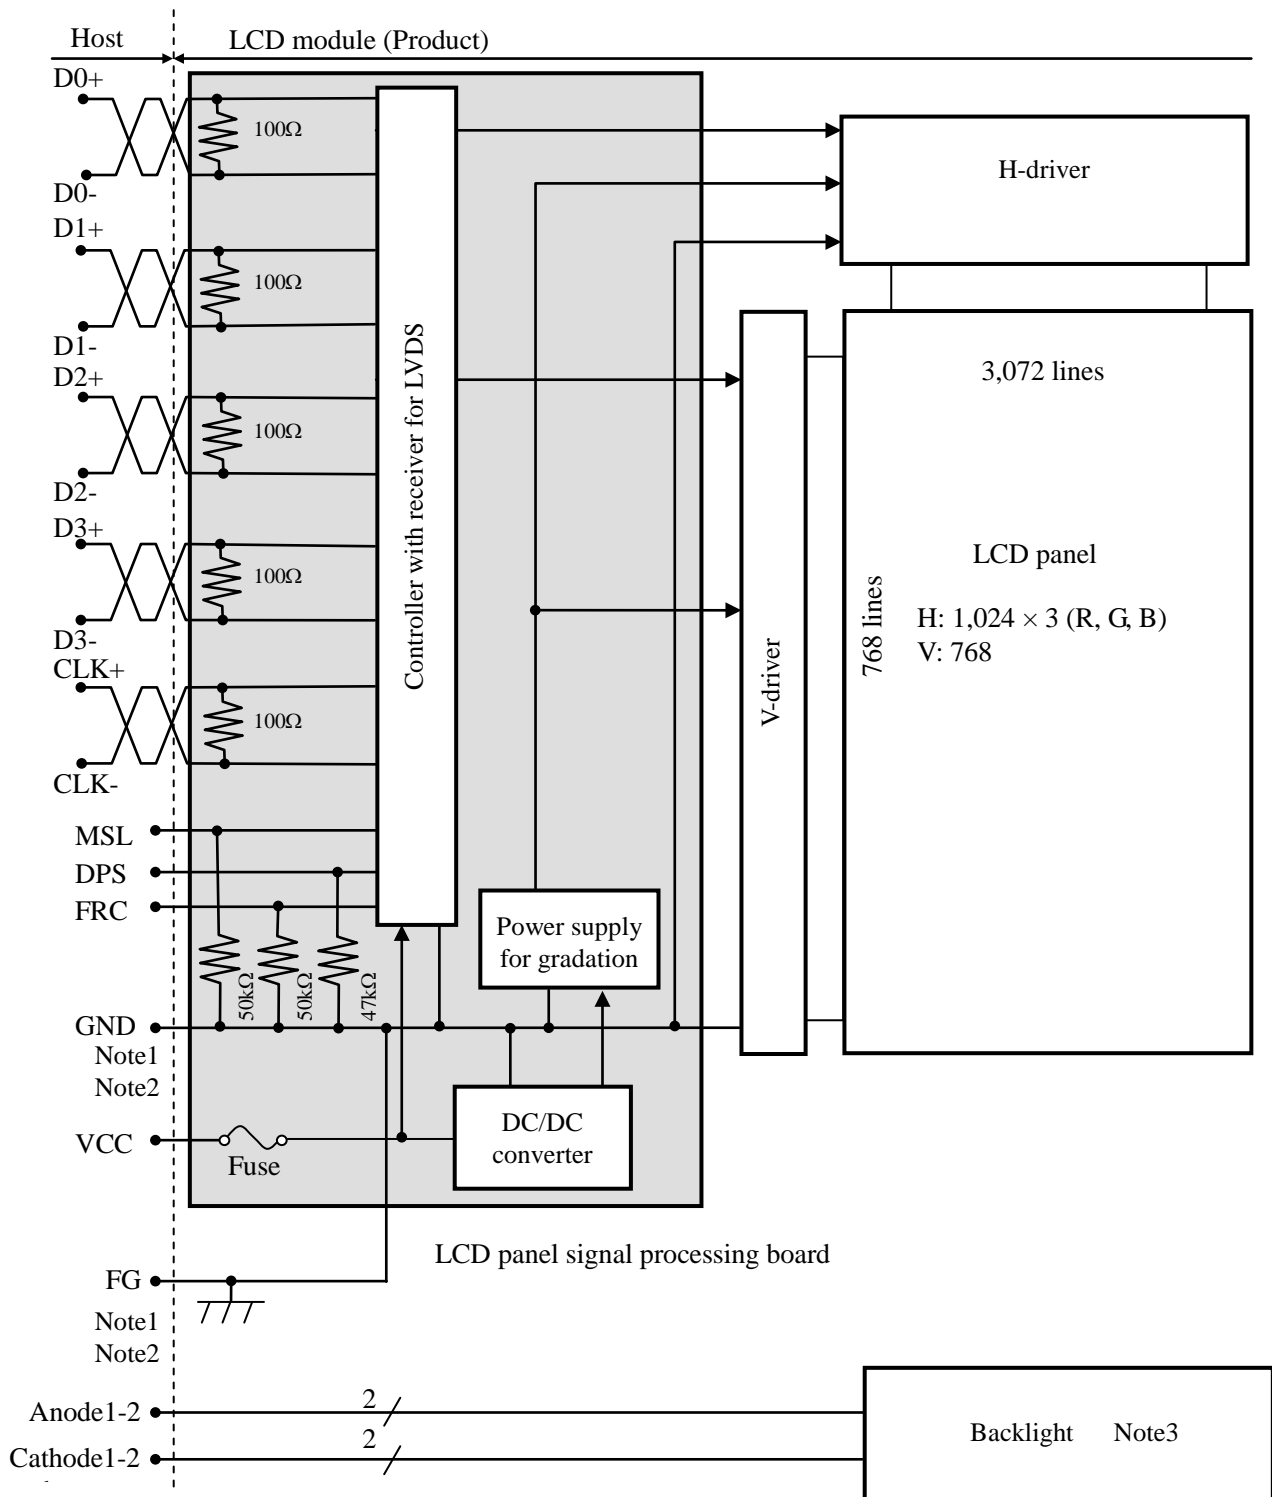 Host
LCD module (Product)
D0+
100Ω
D0-
D1+
100Ω
D1-
D2+
100Ω
D2-
D3+
100Ω
D3-
CLK+
100Ω
CLK-
MSL
DPS
FRC
50kΩ
50kΩ
47kΩ
GND
Note1
Note2
VCC
Fuse
Controller with receiver for LVDS
Power supply
for gradation
DC/DC
converter
H-driver
V-driver
3,072 lines
768 lines
LCD panel
H: 1,024 × 3 (R, G, B)
V: 768
LCD panel signal processing board
FG
Note1
Note2
Anode1-2
2
Cathode1-2
2
Backlight Note3